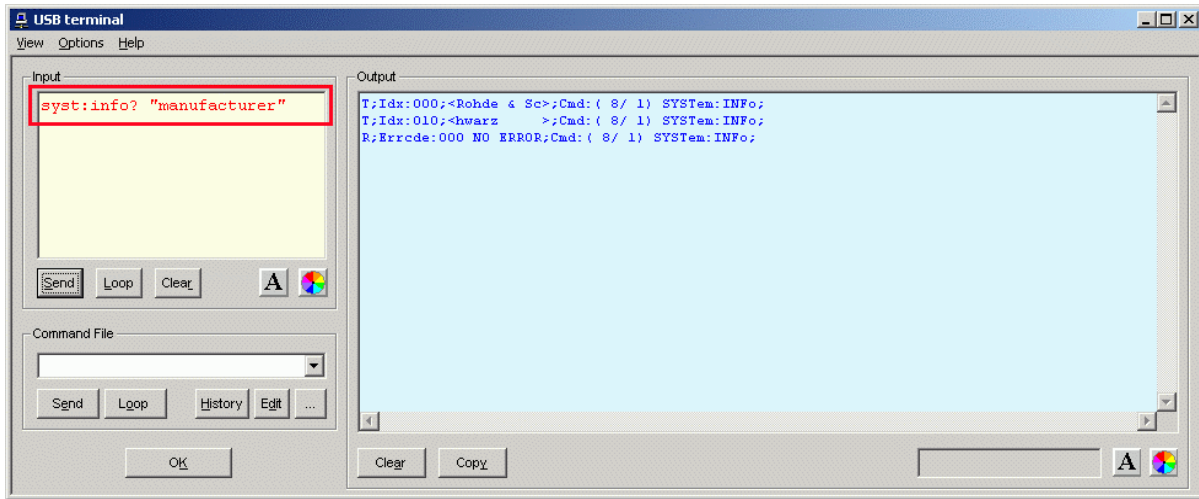 USB terminal
View Options Help
Input
syst:info? "manufacturer"
Send Loop Clear A
Command File
Send Loop History Edit ...
OK
Output
T;Idx:000;<Rohde & Sc>;Cmd:( 8/ 1) SYSTem:INFo;
T;Idx:010;<hwarz     >;Cmd:( 8/ 1) SYSTem:INFo;
R;Errcde:000 NO ERROR;Cmd:( 8/ 1) SYSTem:INFo;
Clear Copy A